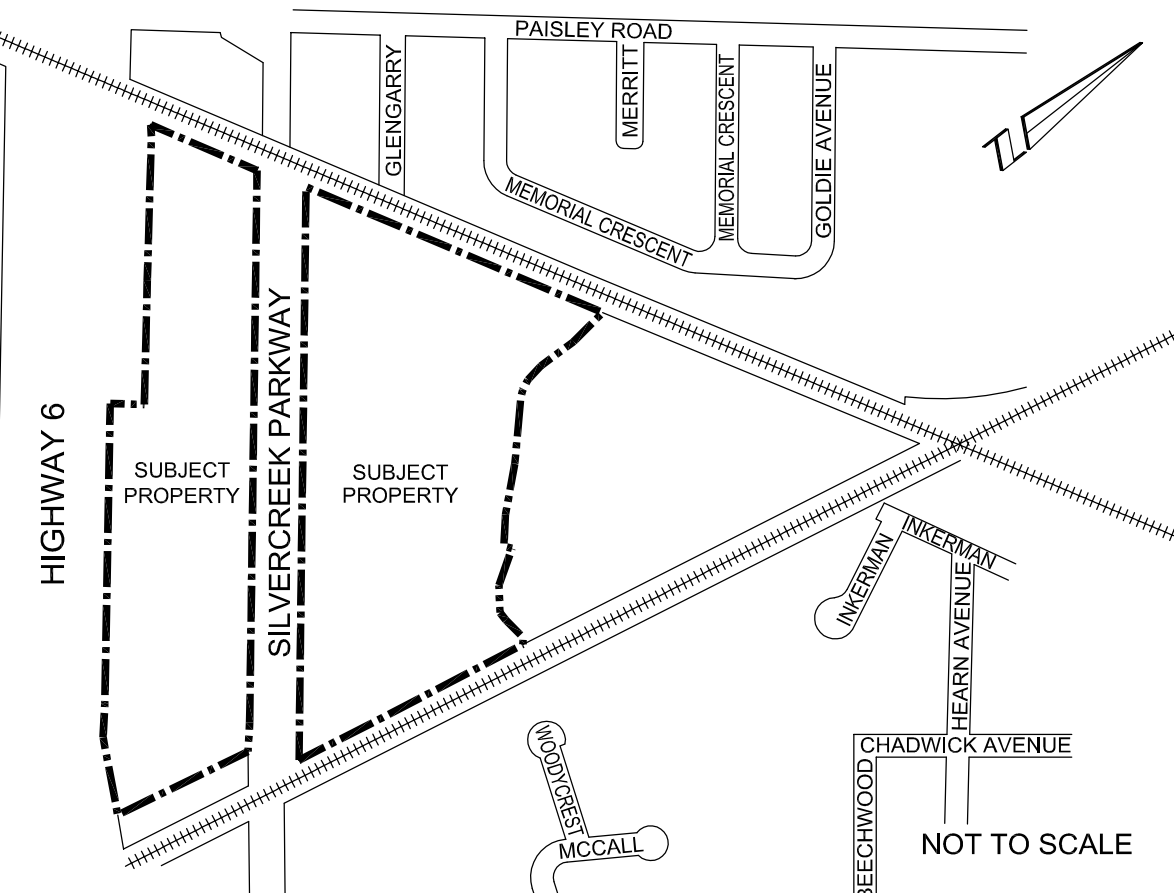 PAISLEY ROAD
GLENGARRY
MERRITT
MEMORIAL CRESCENT
GOLDIE AVENUE
MEMORIAL CRESCENT
HIGHWAY 6
SUBJECT
PROPERTY
SILVERCREEK PARKWAY
SUBJECT
PROPERTY
INKERMAN
INKERMAN
HEARN AVENUE
CHADWICK AVENUE
WOODYCREST
MCCALL
BEECHWOOD
NOT TO SCALE